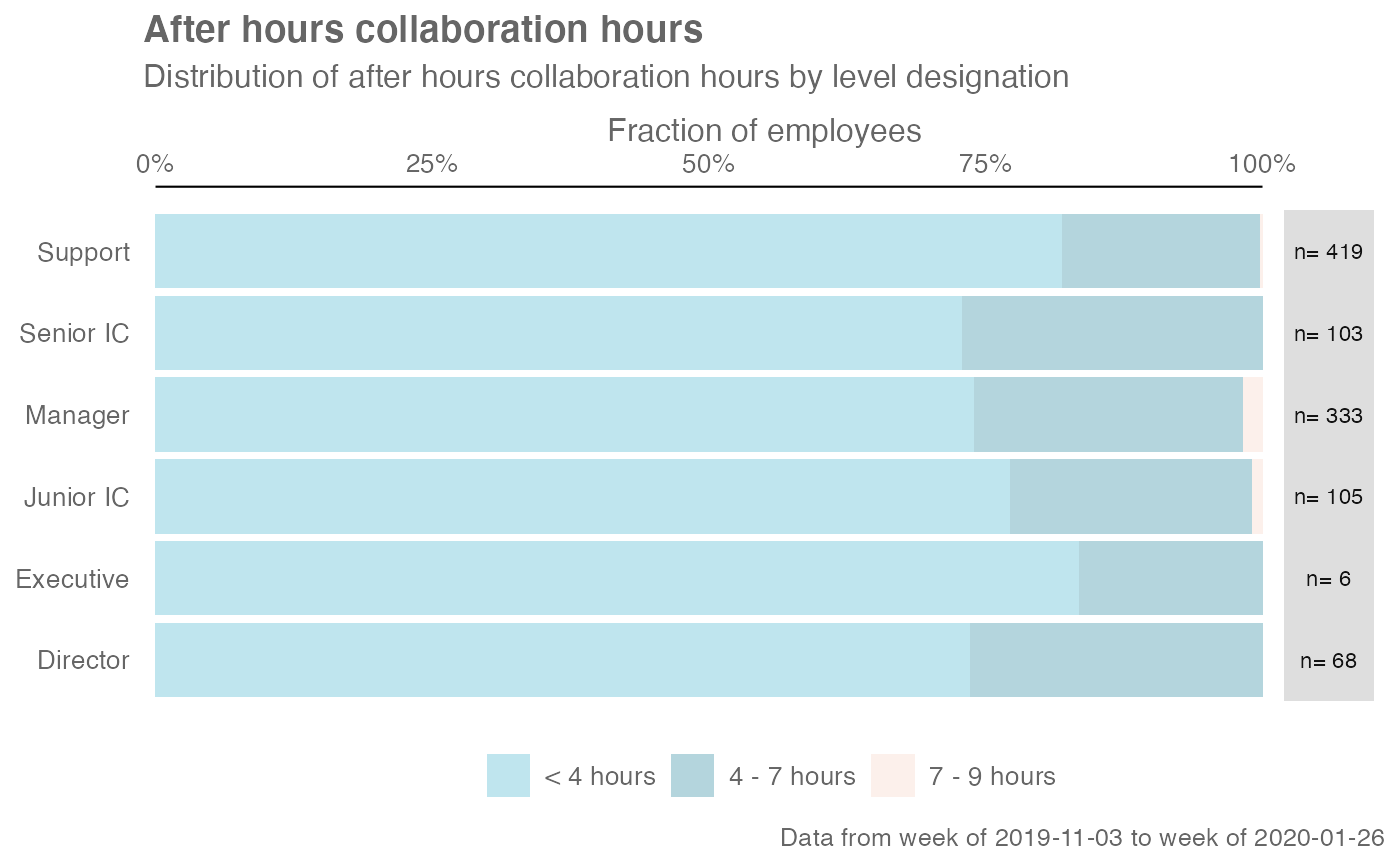 After hours collaboration hours
Distribution of after hours collaboration hours by level designation
Fraction of employees
0% 25% 50% 75% 100%
Support n= 419
Senior IC n= 103
Manager n= 333
Junior IC n= 105
Executive n= 6
Director n= 68
< 4 hours 4 - 7 hours 7 - 9 hours
Data from week of 2019-11-03 to week of 2020-01-26